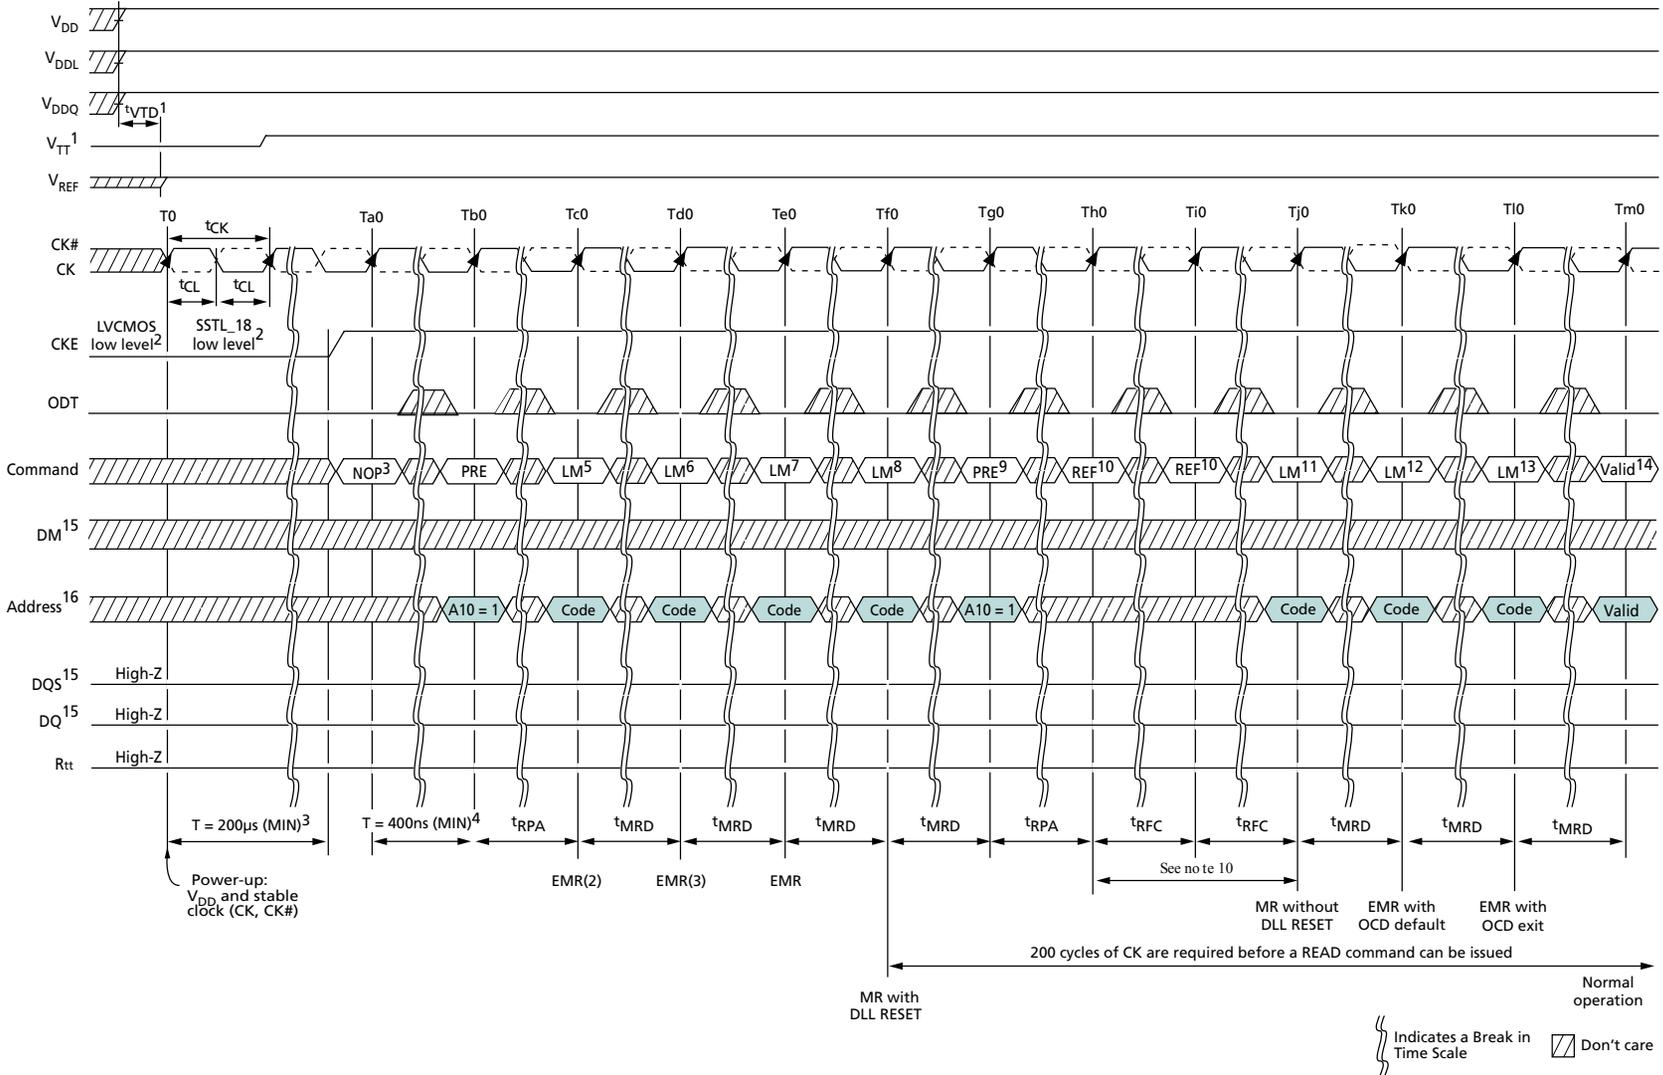 VDD
VDDL
VDDQ
tVTD1
VTT1
VREF
T0 Ta0 Tb0 Tc0 Td0 Te0 Tf0 Tg0 Th0 Ti0 Tj0 Tk0 Tl0 Tm0
tCK
CK#
CK
tCL tCL
LVCMOS
low level2
SSTL_18
low level2
CKE
ODT
Command NOP3 PRE LM5 LM6 LM7 LM8 PRE9 REF10 REF10 LM11 LM12 LM13 Valid14
DM15
Address16 A10 = 1 Code Code Code Code A10 = 1 Code Code Code Valid
DQS15 High-Z
DQ15 High-Z
Rtt High-Z
T = 200µs (MIN)3 T = 400ns (MIN)4 tRPA tMRD tMRD tMRD tMRD tRPA tRFC tRFC tMRD tMRD tMRD
See note 10
Power-up:
VDD and stable
clock (CK, CK#)
EMR(2) EMR(3) EMR
MR without
DLL RESET
EMR with
OCD default
EMR with
OCD exit
200 cycles of CK are required before a READ command can be issued
MR with
DLL RESET
Normal
operation
Indicates a Break in
Time Scale
Don't care